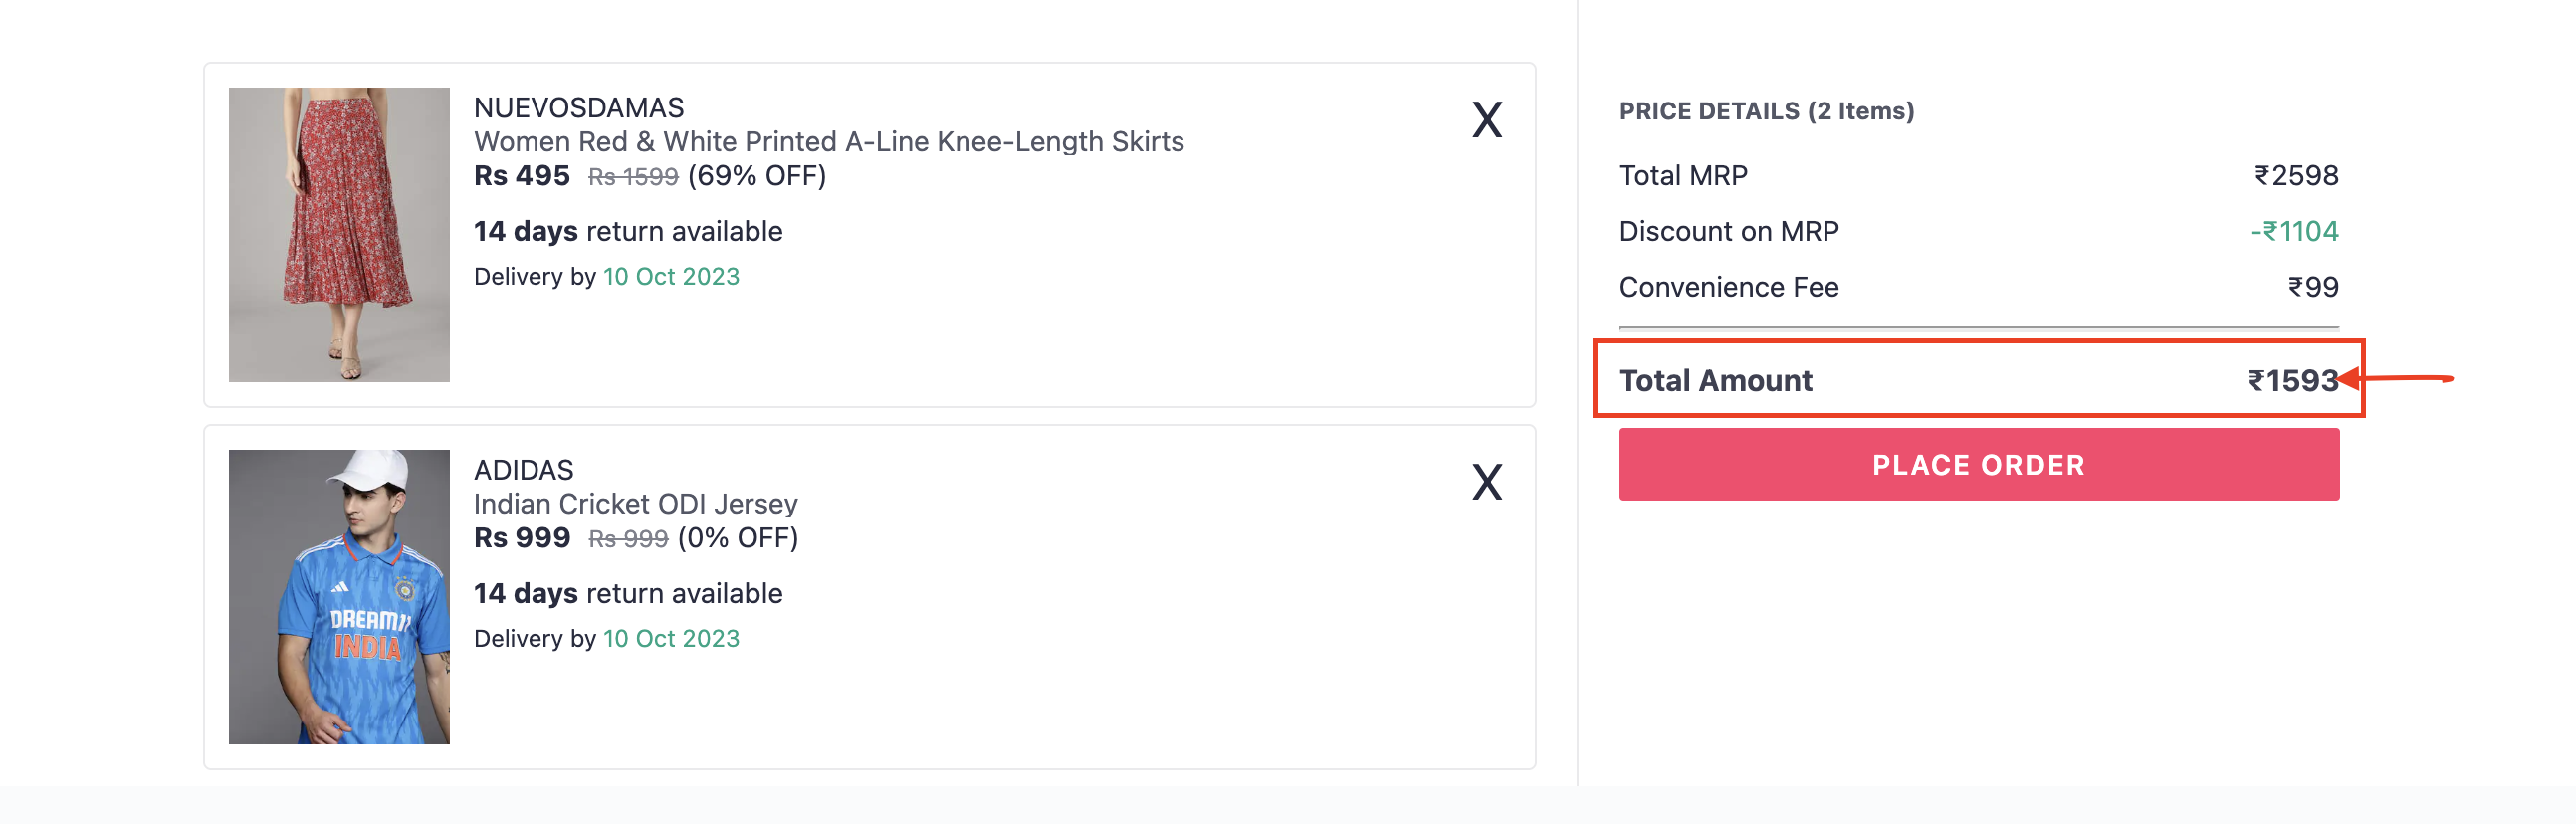 NUEVOSDAMAS
Women Red & White Printed A-Line Knee-Length Skirts
Rs 495 Rs 1599 (69% OFF)
14 days return available
Delivery by 10 Oct 2023
X
ADIDAS
Indian Cricket ODI Jersey
Rs 999 Rs 999 (0% OFF)
14 days return available
Delivery by 10 Oct 2023
X
DREAM11
INDIA
PRICE DETAILS (2 Items)
Total MRP ₹2598
Discount on MRP -₹1104
Convenience Fee ₹99
Total Amount ₹1593
PLACE ORDER